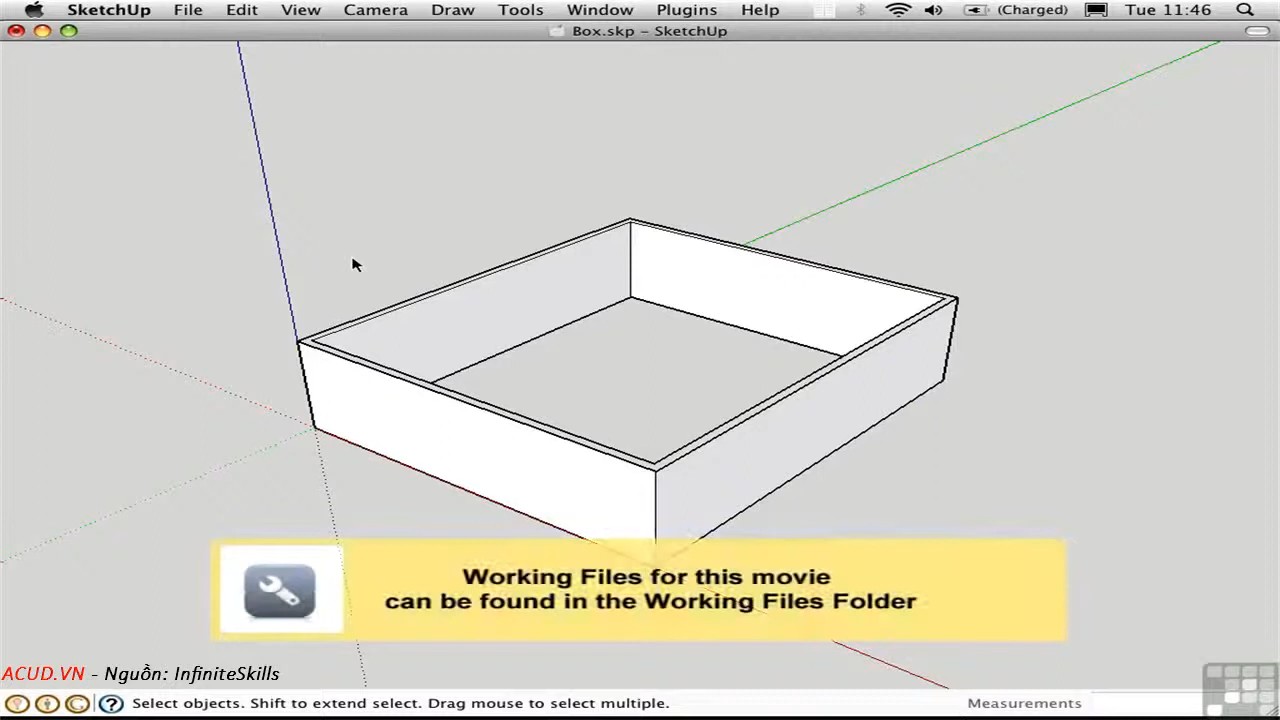 SketchUp File Edit View Camera Draw Tools Window Plugins Help (Charged) Tue 11:46
Box.skp – SketchUp
Working Files for this movie
can be found in the Working Files Folder
ACUD.VN - Nguồn: InfiniteSkills
Select objects. Shift to extend select. Drag mouse to select multiple. Measurements